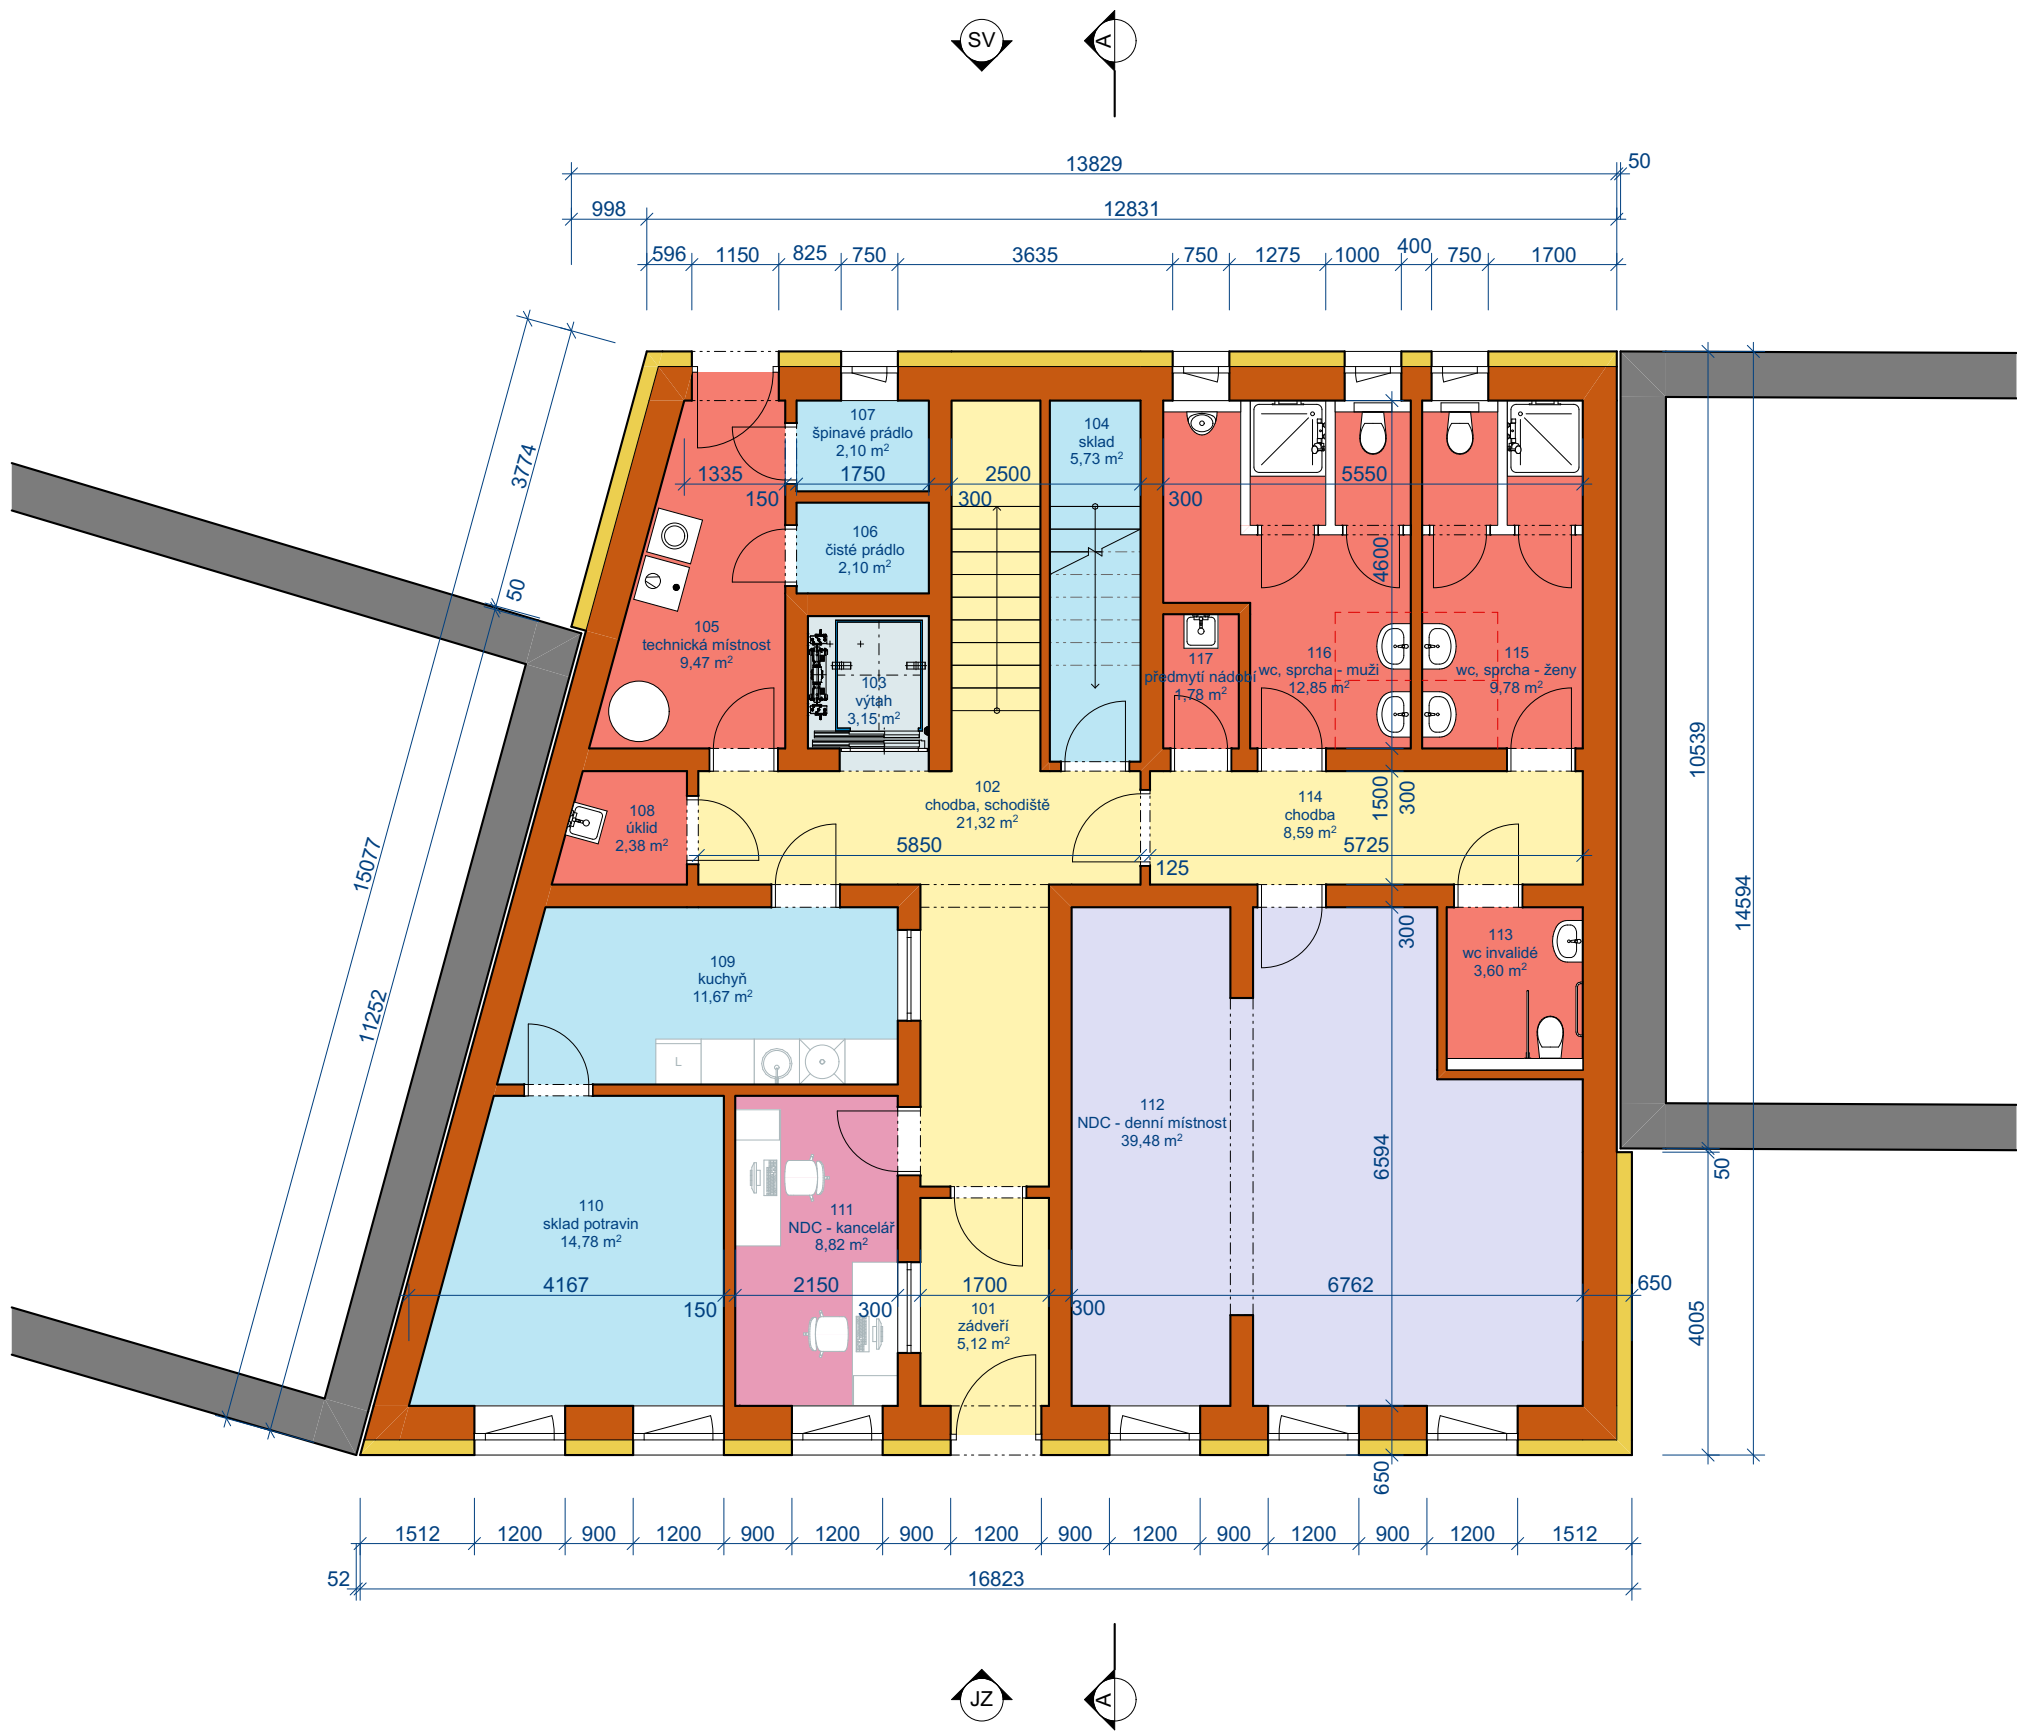 SV
A
13829
50
998
12831
596
1150
825
750
3635
750
1275
1000
400
750
1700
3774
50
15077
11252
107
špinavé prádlo
2,10 m²
104
sklad
5,73 m²
1335
1750
2500
5550
150
300
300
106
čisté prádlo
2,10 m²
4600
105
technická místnost
9,47 m²
103
výtah
3,15 m²
117
předmytí nádobí
1,78 m²
116
wc, sprcha - muži
12,85 m²
115
wc, sprcha - ženy
9,78 m²
10539
14594
102
chodba, schodiště
21,32 m²
114
chodba
8,59 m²
1500
300
108
úklid
2,38 m²
5850
5725
125
300
109
kuchyň
11,67 m²
L
113
wc invalidé
3,60 m²
112
NDC - denní místnost
39,48 m²
6594
50
110
sklad potravin
14,78 m²
111
NDC - kancelář
8,82 m²
4167
2150
1700
6762
650
150
300
300
101
zádveří
5,12 m²
4005
650
1512
1200
900
1200
900
1200
900
1200
900
1200
900
1200
900
1200
1512
52
16823
JZ
A